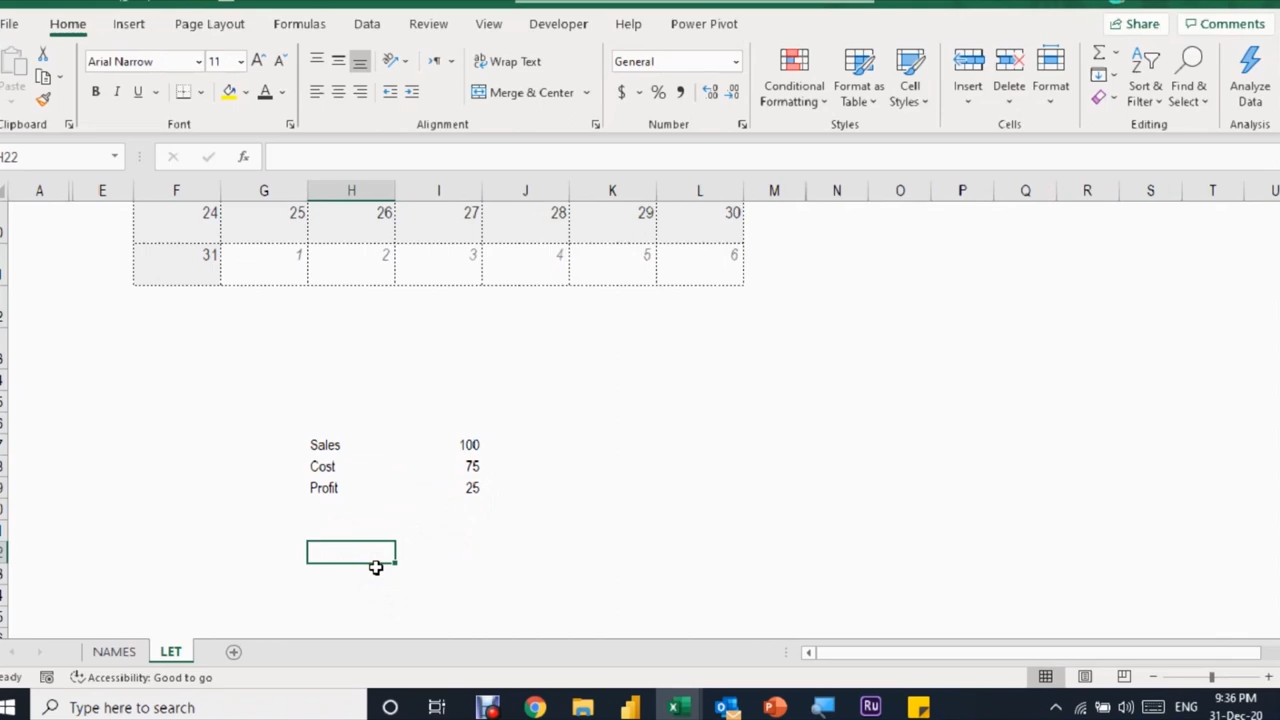 File Home Insert Page Layout Formulas Data Review View Developer Help Power Pivot Share Comments
Arial Narrow 11 Wrap Text General
Paste Merge & Center Conditional Formatting Format as Table Cell Styles Insert Delete Format Sort & Filter Find & Select Analyze Data
Clipboard Font Alignment Number Styles Cells Editing Analysis
H22 fx
A E F G H I J K L M N O P Q R S T U
24 25 26 27 28 29 30
31 1 2 3 4 5 6
Sales 100
Cost 75
Profit 25
NAMES LET
Ready Accessibility: Good to go
Type here to search ENG 9:36 PM
31-Dec-20